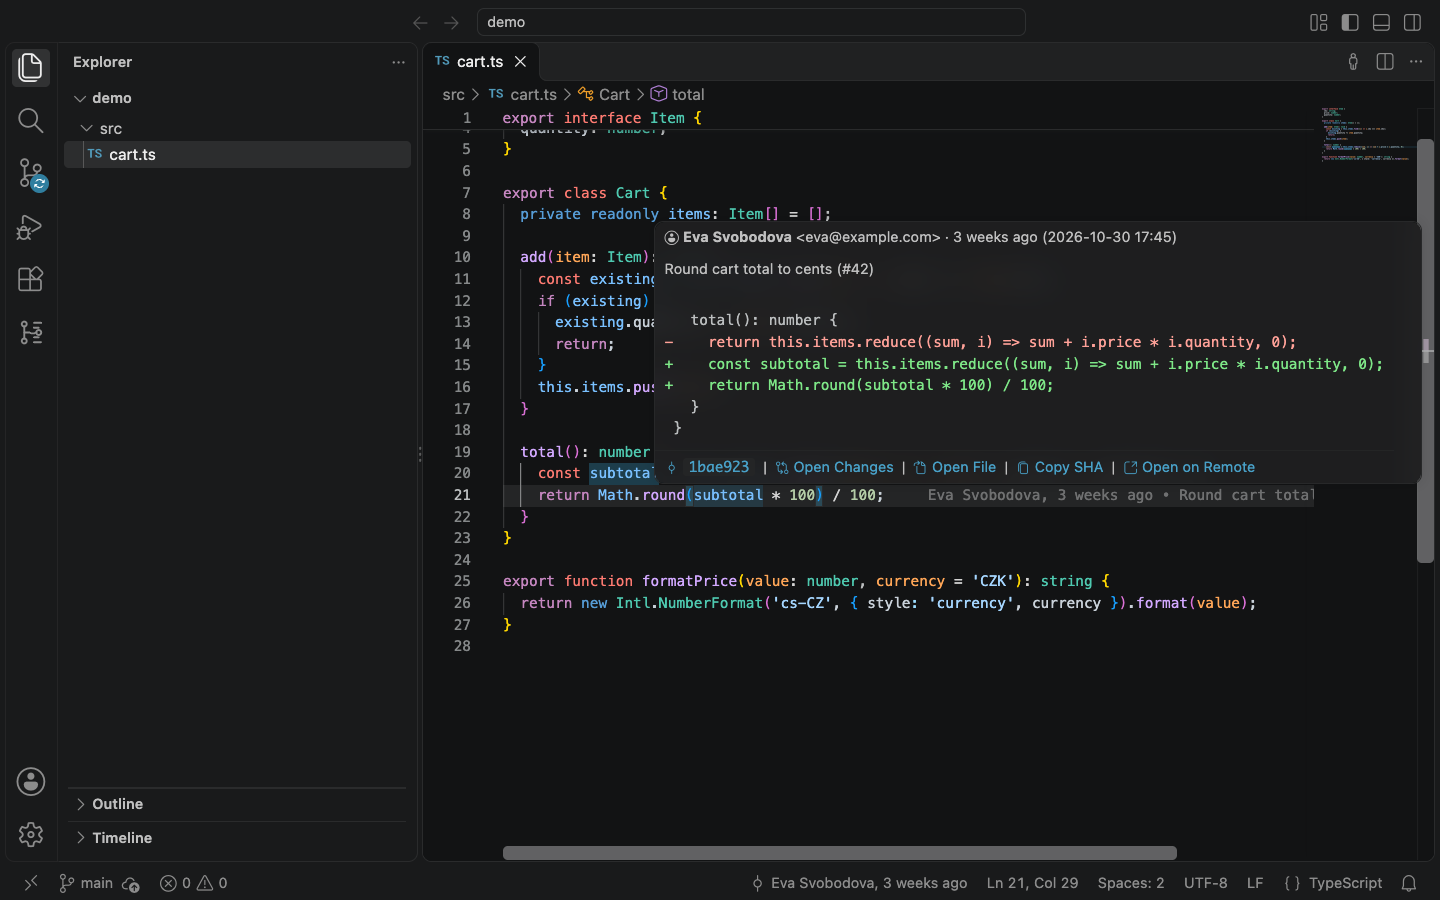 demo
Explorer
demo
src
TS cart.ts
Outline
Timeline
TS cart.ts
src > TS cart.ts > Cart > total
1 export interface Item {
4 quantity: number;
5 }
6
7 export class Cart {
8 private readonly items: Item[] = [];
9
10 add(item: Item):
11 const existing
12 if (existing)
13 existing.qua
14 return;
15 }
16 this.items.pus
17 }
18
19 total(): number
20 const subtotal
21 return Math.round(subtotal * 100) / 100; Eva Svobodova, 3 weeks ago • Round cart total
22 }
23 }
24
25 export function formatPrice(value: number, currency = 'CZK'): string {
26 return new Intl.NumberFormat('cs-CZ', { style: 'currency', currency }).format(value);
27 }
28
Eva Svobodova <eva@example.com> · 3 weeks ago (2026-10-30 17:45)
Round cart total to cents (#42)
total(): number {
- return this.items.reduce((sum, i) => sum + i.price * i.quantity, 0);
+ const subtotal = this.items.reduce((sum, i) => sum + i.price * i.quantity, 0);
+ return Math.round(subtotal * 100) / 100;
}
}
1bae923 | Open Changes | Open File | Copy SHA | Open on Remote
main 0 0 Eva Svobodova, 3 weeks ago Ln 21, Col 29 Spaces: 2 UTF-8 LF { } TypeScript